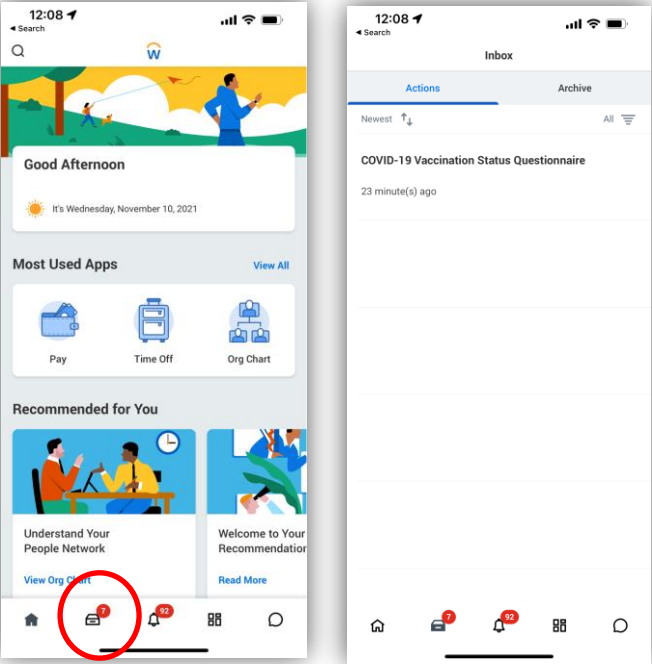 12:08
◄ Search
W
Good Afternoon
It's Wednesday, November 10, 2021
Most Used Apps
View All
Pay
Time Off
Org Chart
Recommended for You
Understand Your
People Network
View Org Chart
Welcome to Your
Recommendation
Read More
7
92
12:08
◄ Search
Inbox
Actions
Archive
Newest
All
COVID-19 Vaccination Status Questionnaire
23 minute(s) ago
7
92